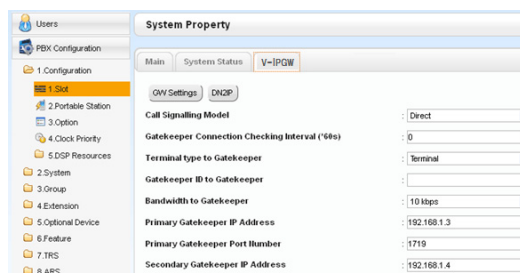 Users
System Property
PBX Configuration
Main
System Status
V-IPGW
1.Configuration
1.Slot
GW Settings
DN2IP
2.Portable Station
Call Signalling Model : Direct
3.Option
Gatekeeper Connection Checking Interval (*60s) : 0
4.Clock Priority
5.DSP Resources
Terminal type to Gatekeeper : Terminal
2.System
Gatekeeper ID to Gatekeeper :
3.Group
4.Extension
Bandwidth to Gatekeeper : 10 kbps
5.Optional Device
Primary Gatekeeper IP Address : 192.168.1.3
6.Feature
Primary Gatekeeper Port Number : 1719
7.TRS
Secondary Gatekeeper IP Address : 192.168.1.4
8.ARS